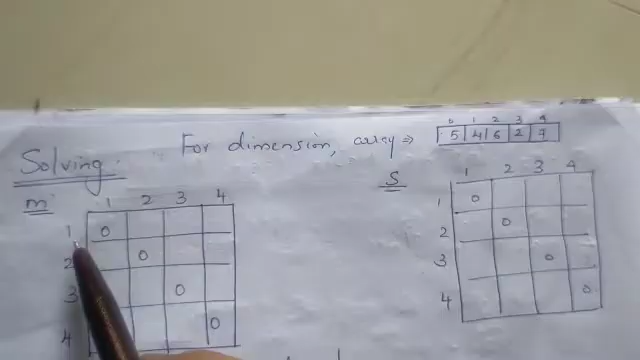 0 1 2 3 4
For dimension, array ⇒ 5 4 6 2 7
Solving.
m
1 2 3 4
1 0
2 0
3 0
4 0
S
1 2 3 4
1 0
2 0
3 0
4 0